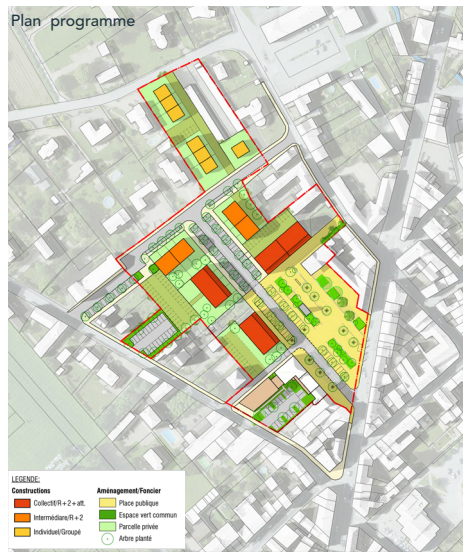 Plan programme
LEGENDE:
Constructions
Collectif/R+2+att.
Intermédiare/R+2
Individuel/Groupé
Aménagement/Foncier
Place publique
Espace vert commun
Parcelle privée
Arbre planté